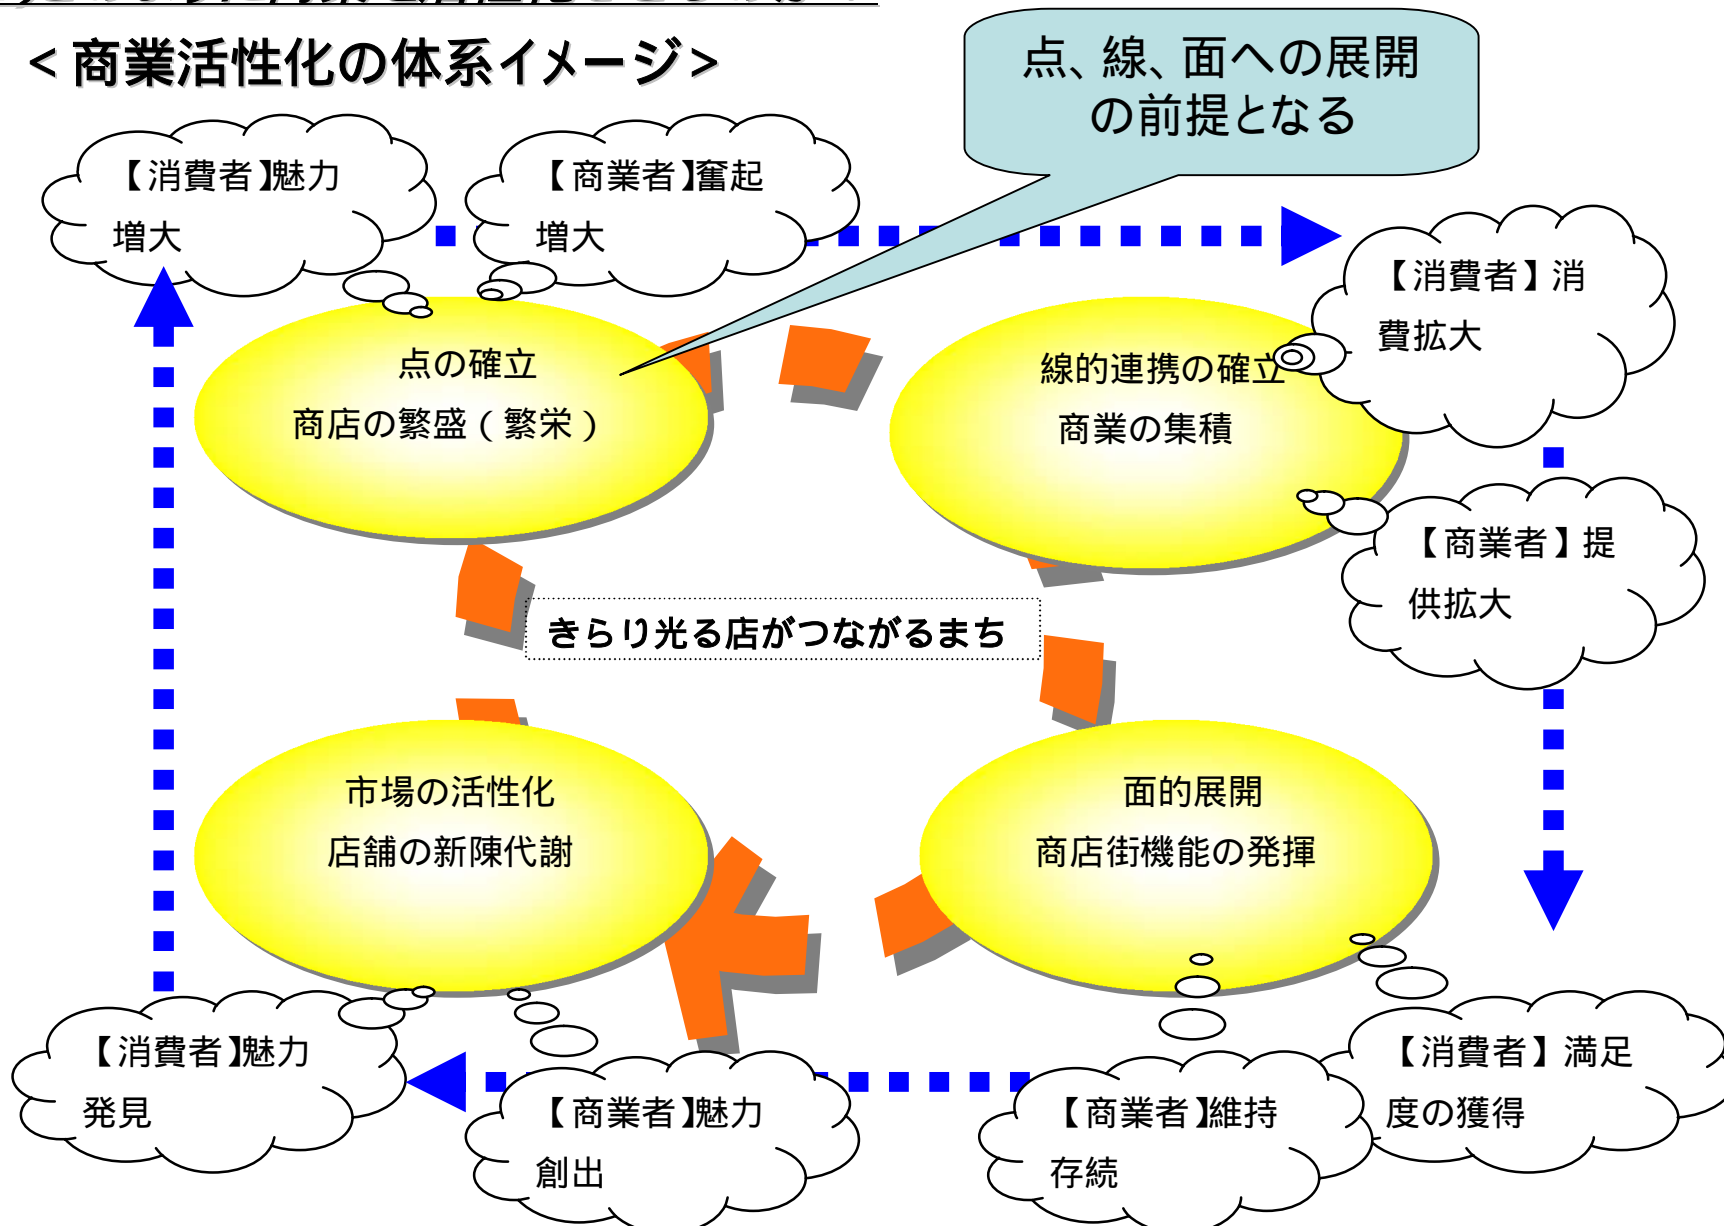 ＜商業活性化の体系イメージ＞
点、線、面への展開
の前提となる
【消費者】魅力
増大
【商業者】奮起
増大
【消費者】消
費拡大
点の確立
商店の繁盛（繁栄）
線的連携の確立
商業の集積
【商業者】提
供拡大
きらり光る店がつながるまち
市場の活性化
店舗の新陳代謝
面的展開
商店街機能の発揮
【消費者】魅力
発見
【商業者】魅力
創出
【商業者】維持
存続
【消費者】満足
度の獲得